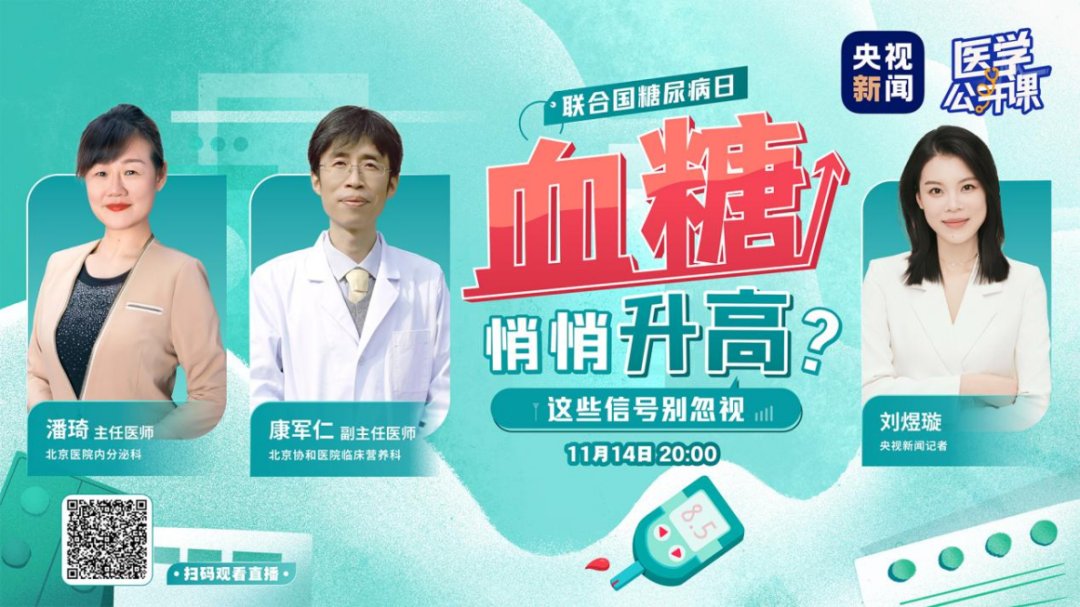 央视
新闻
医学
公开课
联合国糖尿病日
血糖
悄悄升高?
这些信号别忽视
11月14日 20:00
潘琦 主任医师
北京医院内分泌科
康军仁 副主任医师
北京协和医院临床营养科
刘煜璇
央视新闻记者
8.5
扫码观看直播